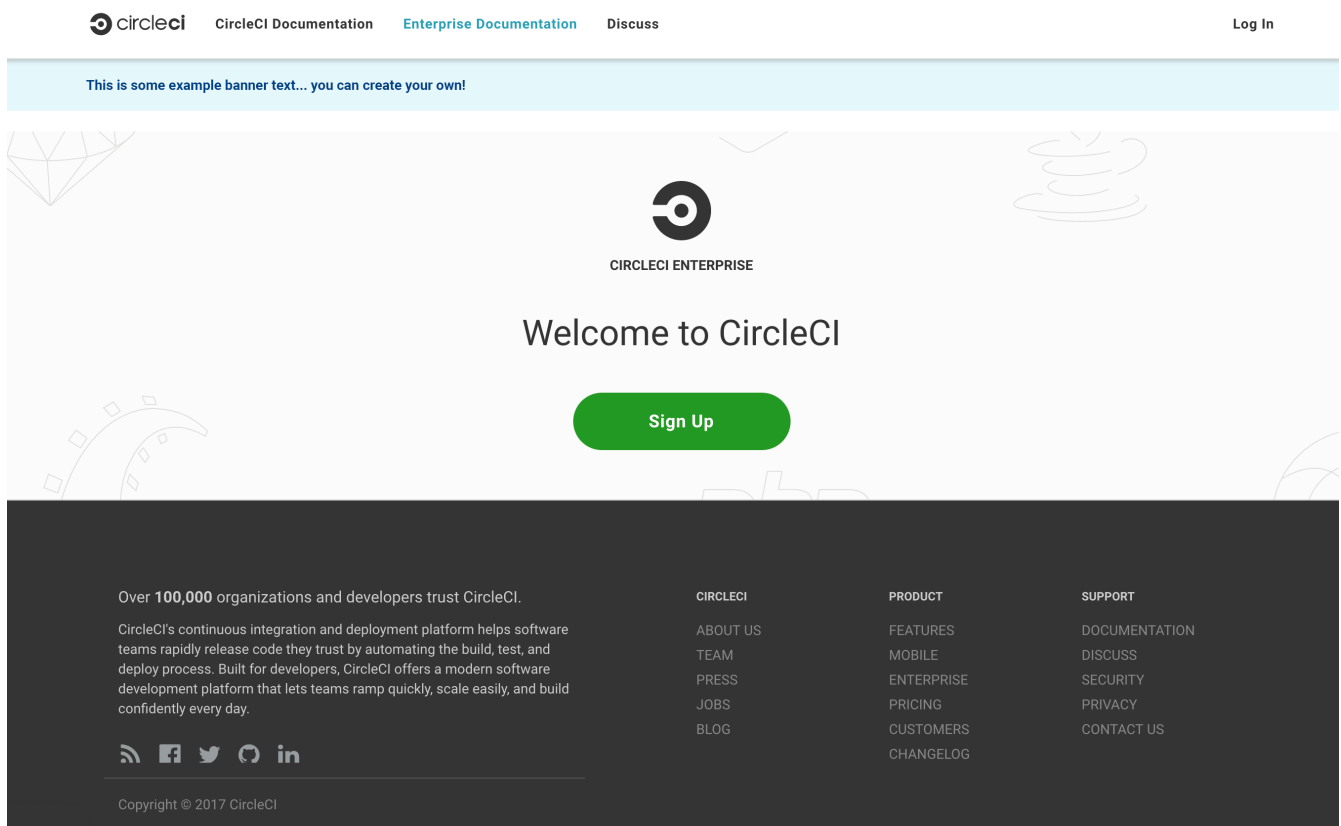 circleci CircleCI Documentation Enterprise Documentation Discuss Log In
This is some example banner text... you can create your own!
CIRCLECI ENTERPRISE
Welcome to CircleCI
Sign Up
php
Over 100,000 organizations and developers trust CircleCI.
CircleCI's continuous integration and deployment platform helps software
teams rapidly release code they trust by automating the build, test, and
deploy process. Built for developers, CircleCI offers a modern software
development platform that lets teams ramp quickly, scale easily, and build
confidently every day.
CIRCLECI
ABOUT US
TEAM
PRESS
JOBS
BLOG
PRODUCT
FEATURES
MOBILE
ENTERPRISE
PRICING
CUSTOMERS
CHANGELOG
SUPPORT
DOCUMENTATION
DISCUSS
SECURITY
PRIVACY
CONTACT US
in
Copyright © 2017 CircleCI